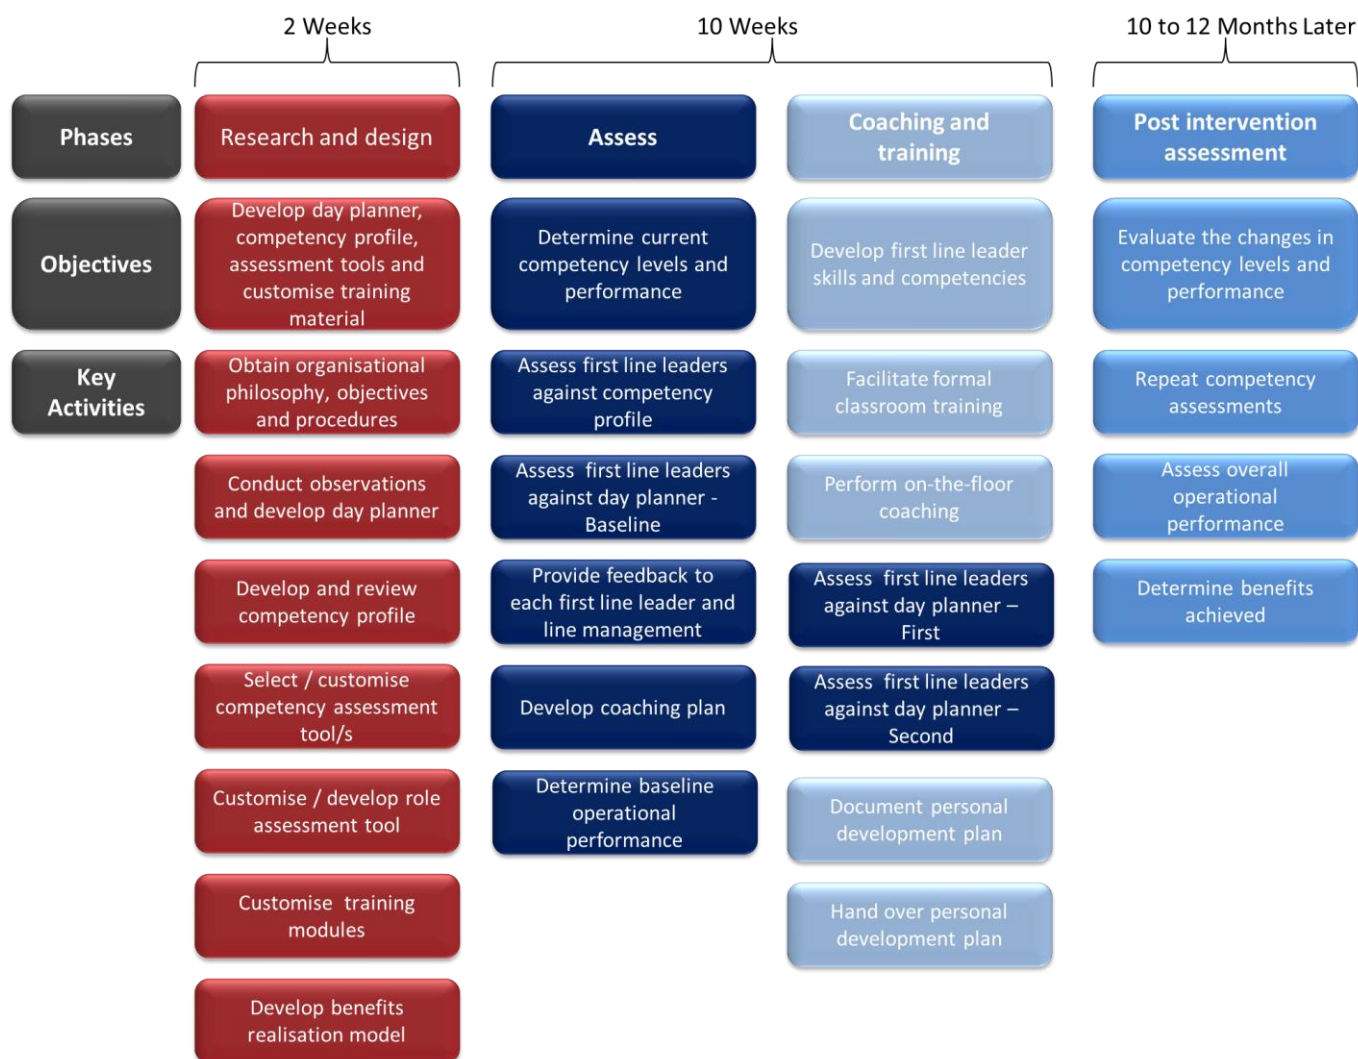 2 Weeks
10 Weeks
10 to 12 Months Later
Phases
Research and design
Assess
Coaching and
training
Post intervention
assessment
Objectives
Develop day planner,
competency profile,
assessment tools and
customise training
material
Determine current
competency levels and
performance
Develop first line leader
skills and competencies
Evaluate the changes in
competency levels and
performance
Key
Activities
Obtain organisational
philosophy, objectives
and procedures
Assess first line leaders
against competency
profile
Facilitate formal
classroom training
Repeat competency
assessments
Conduct observations
and develop day planner
Assess first line leaders
against day planner -
Baseline
Perform on-the-floor
coaching
Assess overall
operational
performance
Develop and review
competency profile
Provide feedback to
each first line leader and
line management
Assess first line leaders
against day planner –
First
Determine benefits
achieved
Select / customise
competency assessment
tool/s
Develop coaching plan
Assess first line leaders
against day planner –
Second
Customise / develop role
assessment tool
Determine baseline
operational
performance
Document personal
development plan
Customise training
modules
Hand over personal
development plan
Develop benefits
realisation model